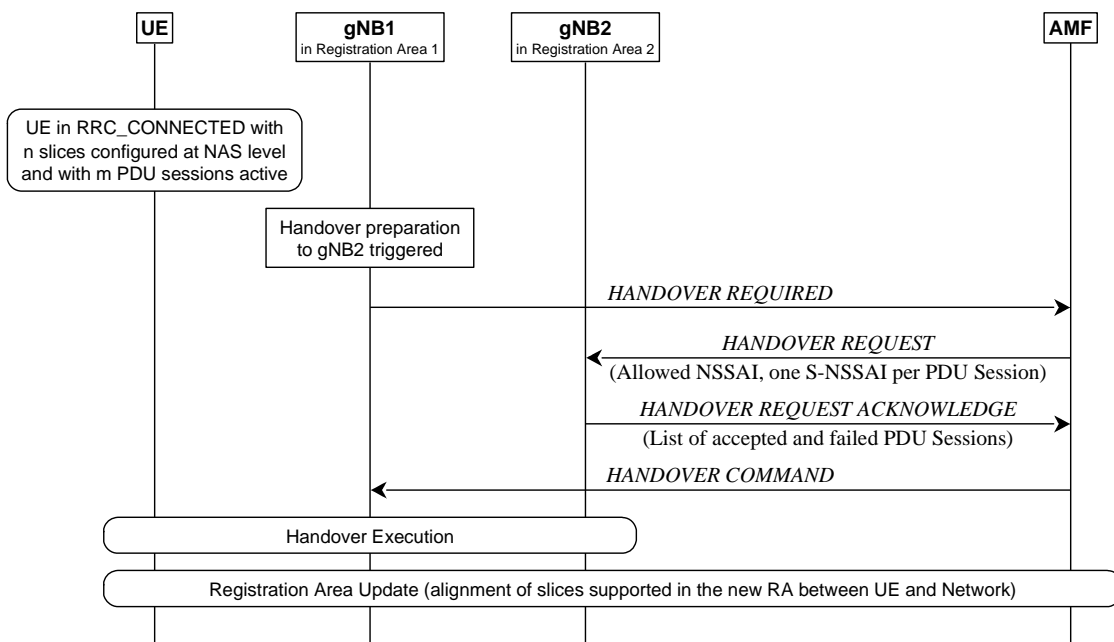 UE
gNB1
in Registration Area 1
gNB2
in Registration Area 2
AMF
UE in RRC_CONNECTED with
n slices configured at NAS level
and with m PDU sessions active
Handover preparation
to gNB2 triggered
HANDOVER REQUIRED
HANDOVER REQUEST
(Allowed NSSAI, one S-NSSAI per PDU Session)
HANDOVER REQUEST ACKNOWLEDGE
(List of accepted and failed PDU Sessions)
HANDOVER COMMAND
Handover Execution
Registration Area Update (alignment of slices supported in the new RA between UE and Network)